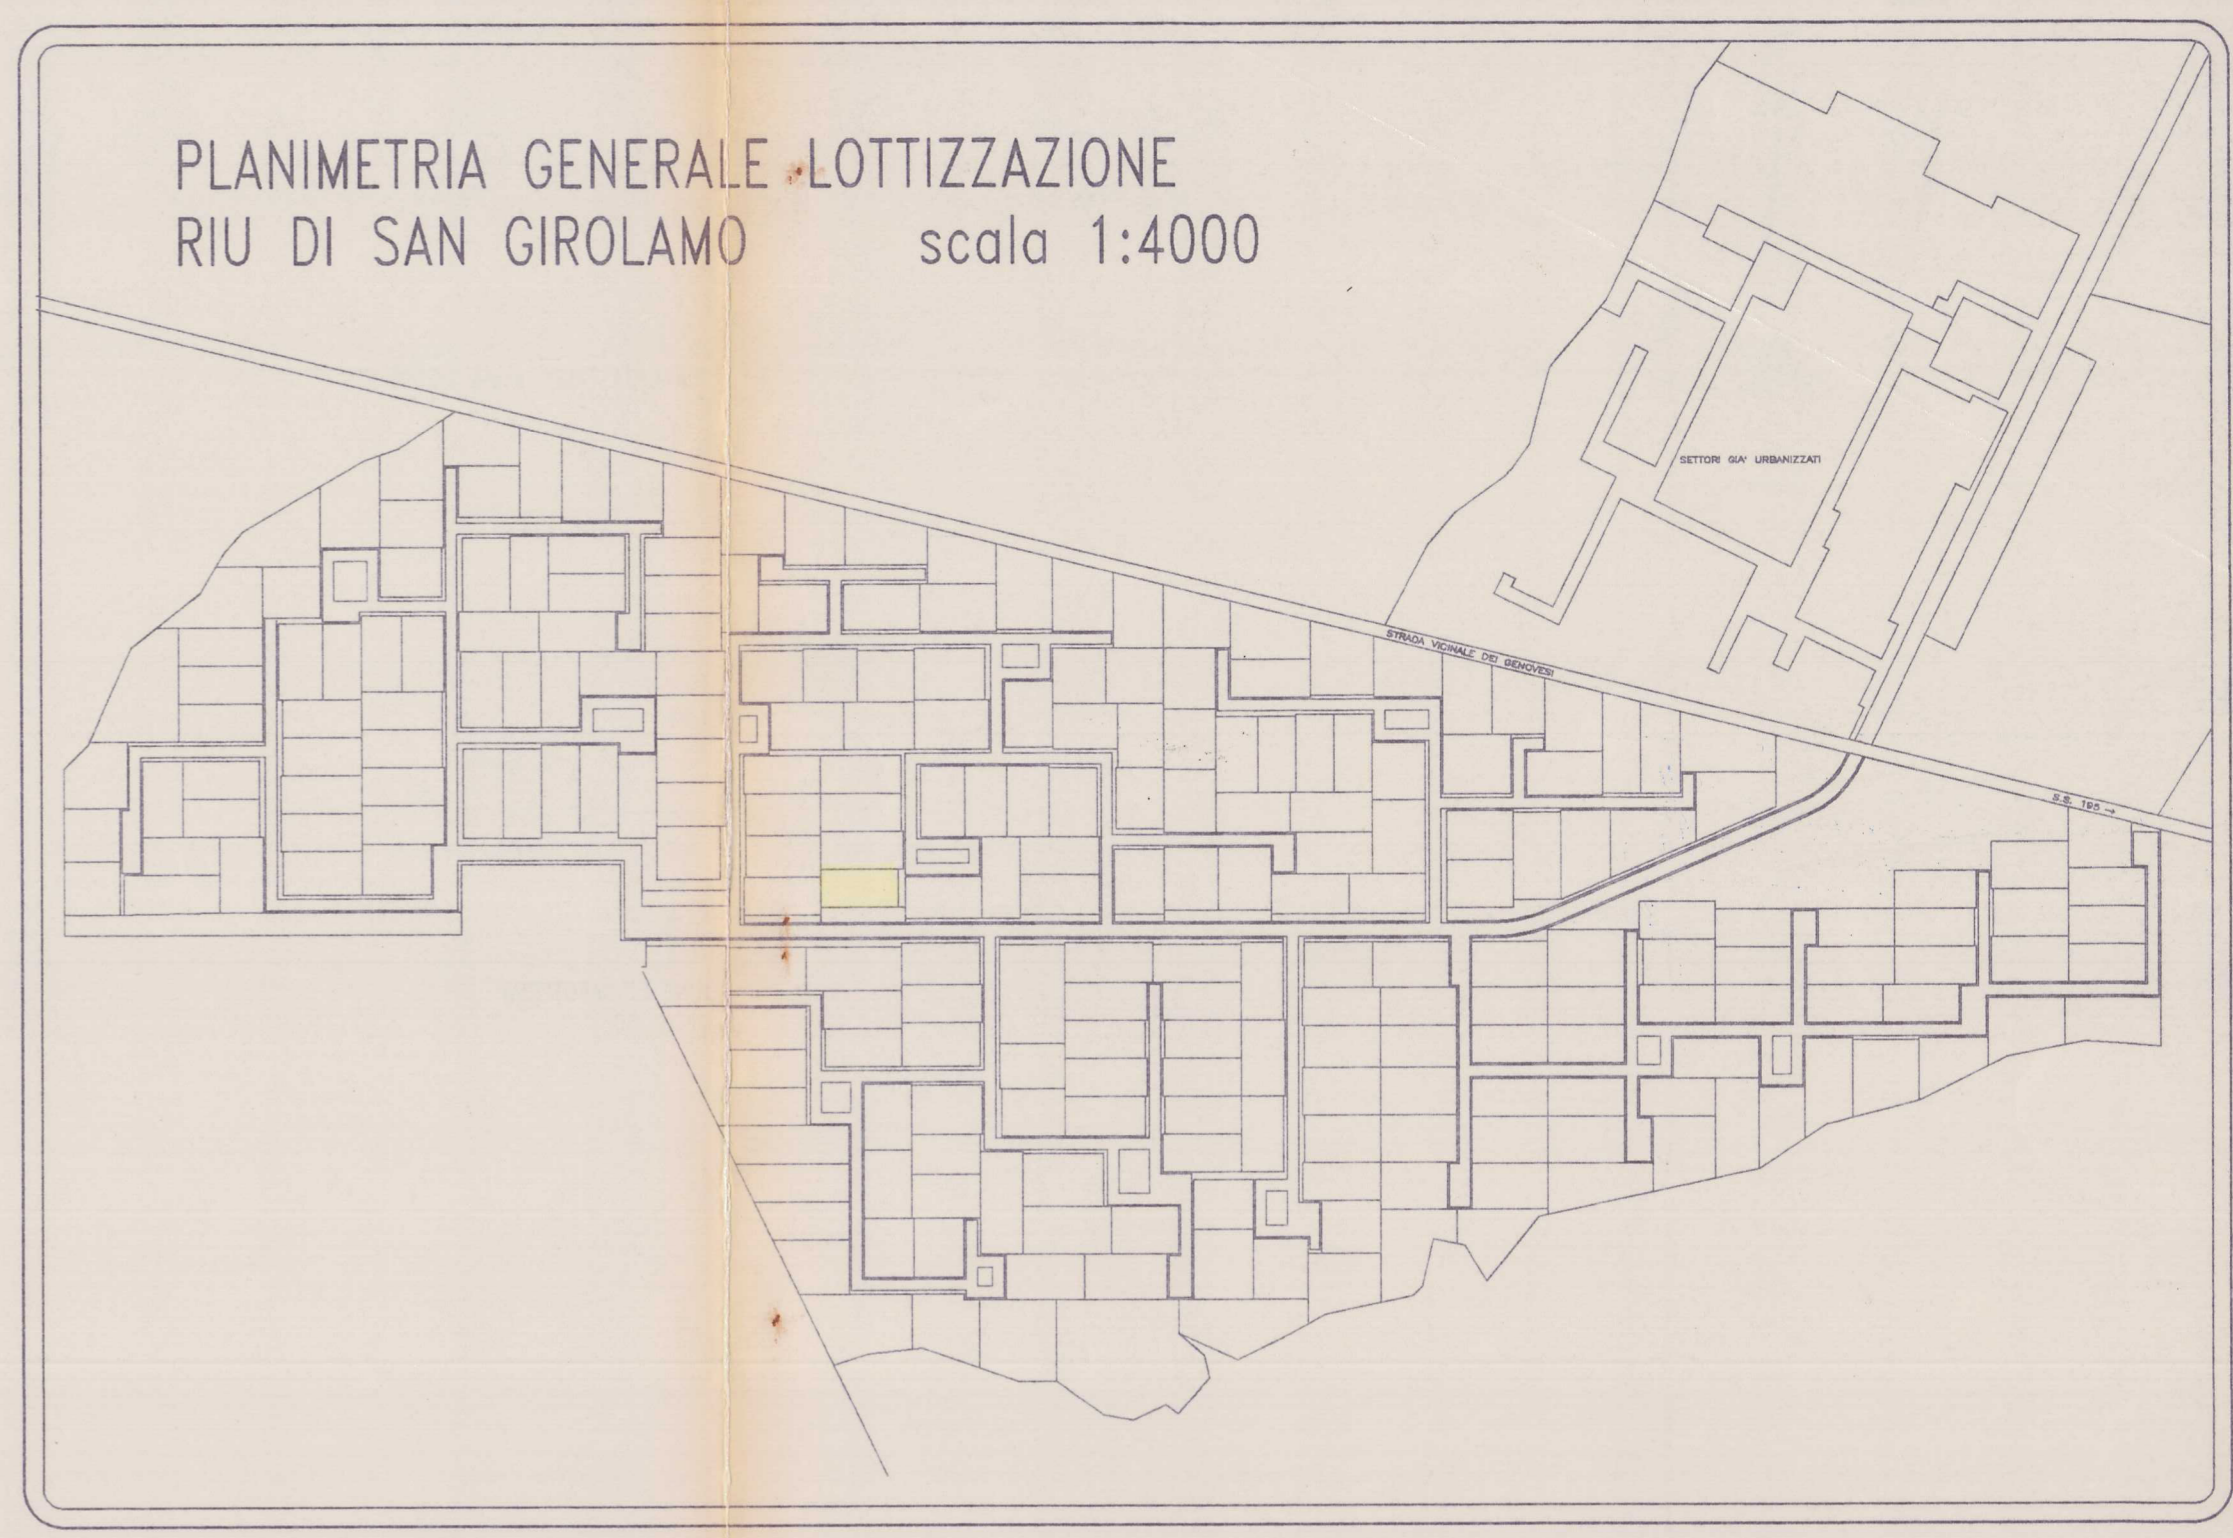 PLANIMETRIA GENERALE LOTTIZZAZIONE
RIU DI SAN GIROLAMO scala 1:4000
SETTORI GIA' URBANIZZATI
STRADA VICINALE DEI GENOVESI
S.S. 195 →